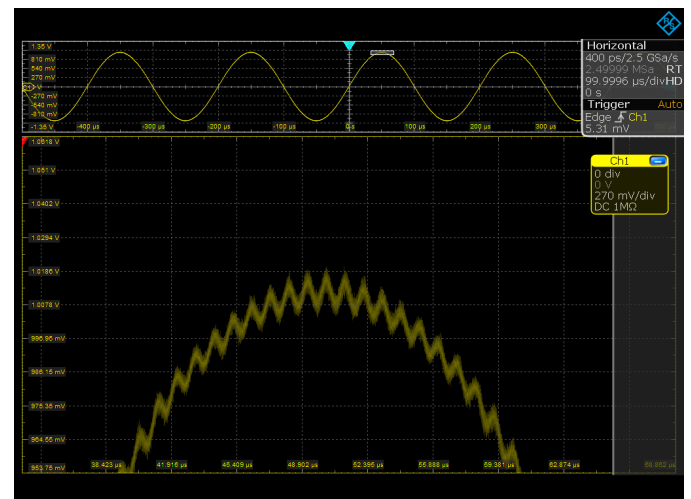 R&S
1.35 V
810 mV
540 mV
270 mV
-270 mV
-540 mV
-810 mV
-1.35 V
-400 µs
-300 µs
-200 µs
-100 µs
0 s
100 µs
200 µs
300 µs
Horizontal
400 ps/2.5 GSa/s
2.49999 MSa RT
99.9996 µs/div HD
0 s
Trigger Auto
Edge Ch1
5.31 mV
Ch1
0 div
0 V
270 mV/div
DC 1MΩ
1.0618 V
1.051 V
1.0402 V
1.0294 V
1.0186 V
1.0078 V
996.95 mV
986.15 mV
975.35 mV
964.55 mV
953.75 mV
38.423 µs
41.916 µs
45.409 µs
48.902 µs
52.395 µs
55.888 µs
59.381 µs
62.874 µs